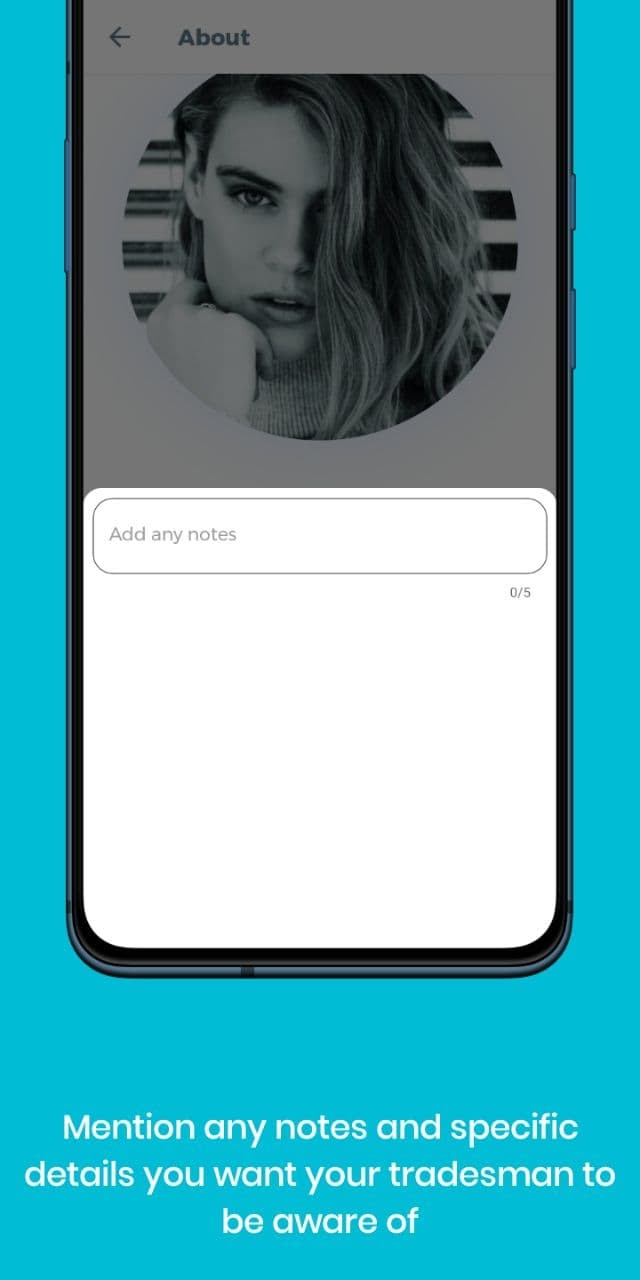 About
Add any notes
0/5
Mention any notes and specific
details you want your tradesman to
be aware of